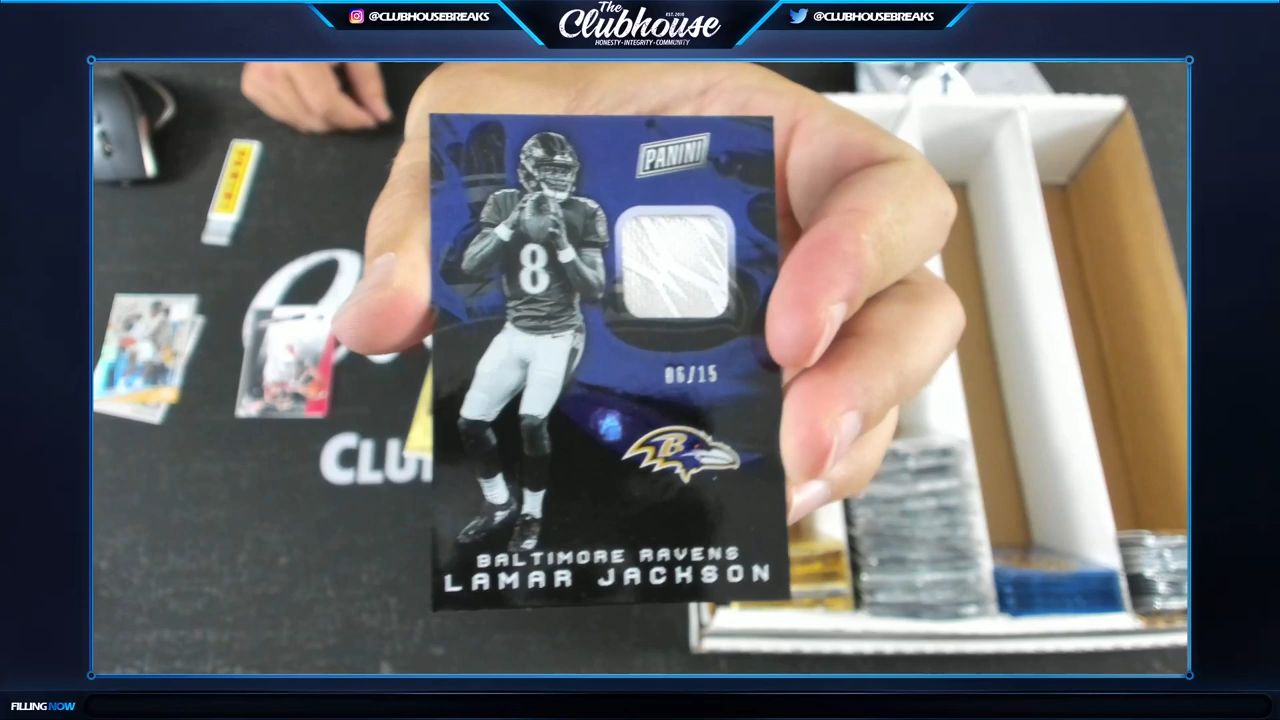 @CLUBHOUSEBREAKS
The
EST. 2018
Clubhouse
HONESTY • INTEGRITY • COMMUNITY
@CLUBHOUSEBREAKS
PANINI
8
06/15
B
BALTIMORE RAVENS
LAMAR JACKSON
CLU
FILLING NOW